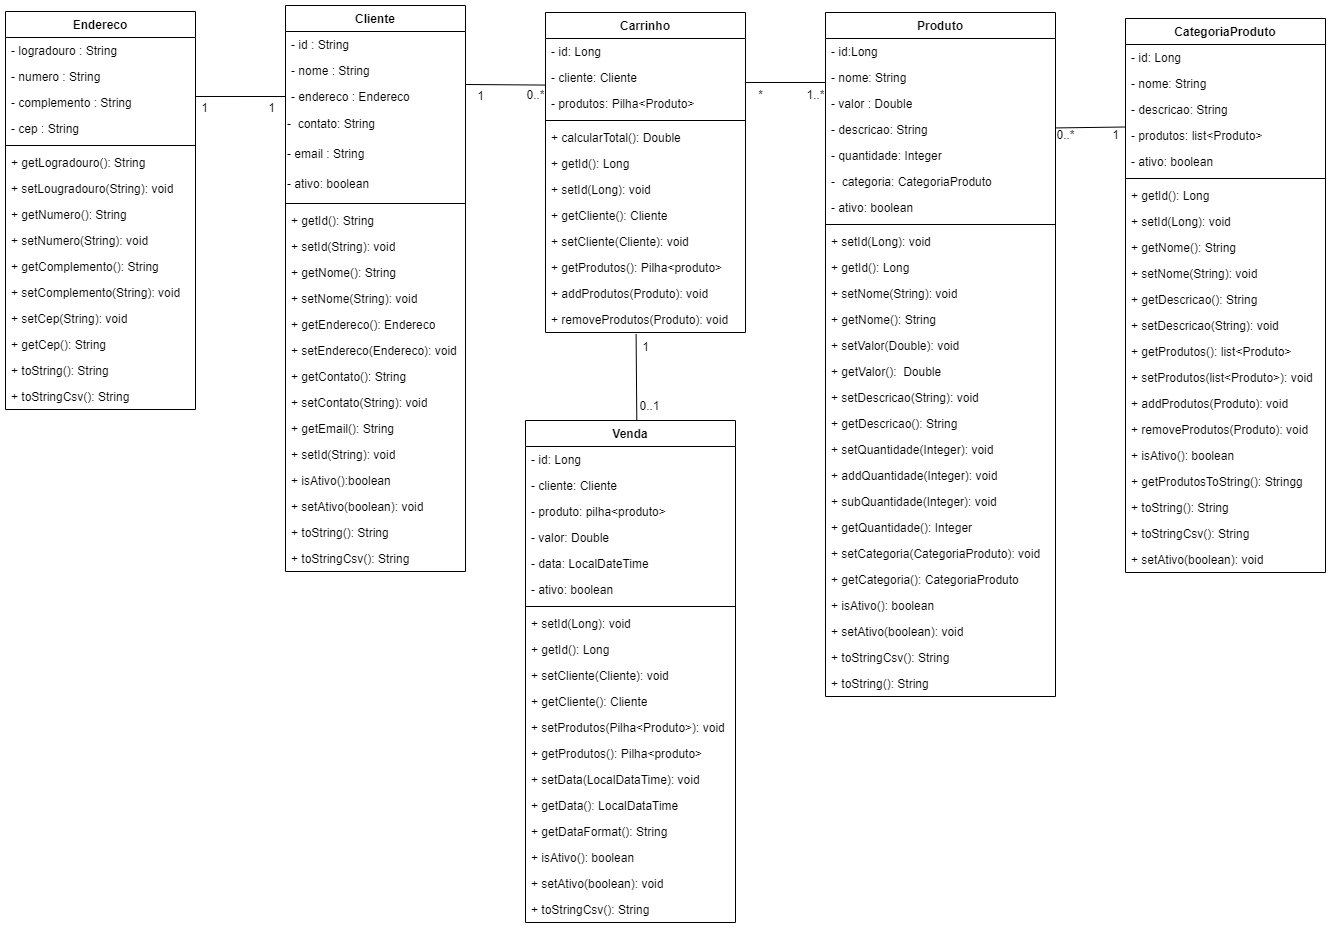 Endereco
- logradouro : String
- numero : String
- complemento : String
- cep : String
+ getLogradouro(): String
+ setLougradouro(String): void
+ getNumero(): String
+ setNumero(String): void
+ getComplemento(): String
+ setComplemento(String): void
+ setCep(String): void
+ getCep(): String
+ toString(): String
+ toStringCsv(): String
1
1
Cliente
- id : String
- nome : String
- endereco : Endereco
- contato: String
- email : String
- ativo: boolean
+ getId(): String
+ setId(String): void
+ getNome(): String
+ setNome(String): void
+ getEndereco(): Endereco
+ setEndereco(Endereco): void
+ getContato(): String
+ setContato(String): void
+ getEmail(): String
+ setId(String): void
+ isAtivo():boolean
+ setAtivo(boolean): void
+ toString(): String
+ toStringCsv(): String
1
0..*
Carrinho
- id: Long
- cliente: Cliente
- produtos: Pilha<Produto>
+ calcularTotal(): Double
+ getId(): Long
+ setId(Long): void
+ getCliente(): Cliente
+ setCliente(Cliente): void
+ getProdutos(): Pilha<produto>
+ addProdutos(Produto): void
+ removeProdutos(Produto): void
1
0..1
Venda
- id: Long
- cliente: Cliente
- produto: pilha<produto>
- valor: Double
- data: LocalDateTime
- ativo: boolean
+ setId(Long): void
+ getId(): Long
+ setCliente(Cliente): void
+ getCliente(): Cliente
+ setProdutos(Pilha<Produto>): void
+ getProdutos(): Pilha<produto>
+ setData(LocalDataTime): void
+ getData(): LocalDataTime
+ getDataFormat(): String
+ isAtivo(): boolean
+ setAtivo(boolean): void
+ toStringCsv(): String
*
1..*
Produto
- id:Long
- nome: String
- valor : Double
- descricao: String
- quantidade: Integer
- categoria: CategoriaProduto
- ativo: boolean
+ setId(Long): void
+ getId(): Long
+ setNome(String): void
+ getNome(): String
+ setValor(Double): void
+ getValor(): Double
+ setDescricao(String): void
+ getDescricao(): String
+ setQuantidade(Integer): void
+ addQuantidade(Integer): void
+ subQuantidade(Integer): void
+ getQuantidade(): Integer
+ setCategoria(CategoriaProduto): void
+ getCategoria(): CategoriaProduto
+ isAtivo(): boolean
+ setAtivo(boolean): void
+ toStringCsv(): String
+ toString(): String
0..*
1
CategoriaProduto
- id: Long
- nome: String
- descricao: String
- produtos: list<Produto>
- ativo: boolean
+ getId(): Long
+ setId(Long): void
+ getNome(): String
+ setNome(String): void
+ getDescricao(): String
+ setDescricao(String): void
+ getProdutos(): list<Produto>
+ setProdutos(list<Produto>): void
+ addProdutos(Produto): void
+ removeProdutos(Produto): void
+ isAtivo(): boolean
+ getProdutosToString(): Stringg
+ toString(): String
+ toStringCsv(): String
+ setAtivo(boolean): void